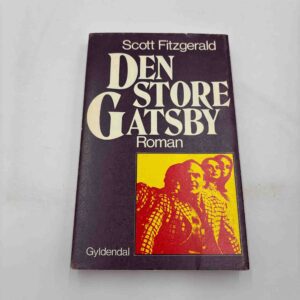 Scott Fitzgerald
DEN
STORE
GATSBY
Roman
Gyldendal